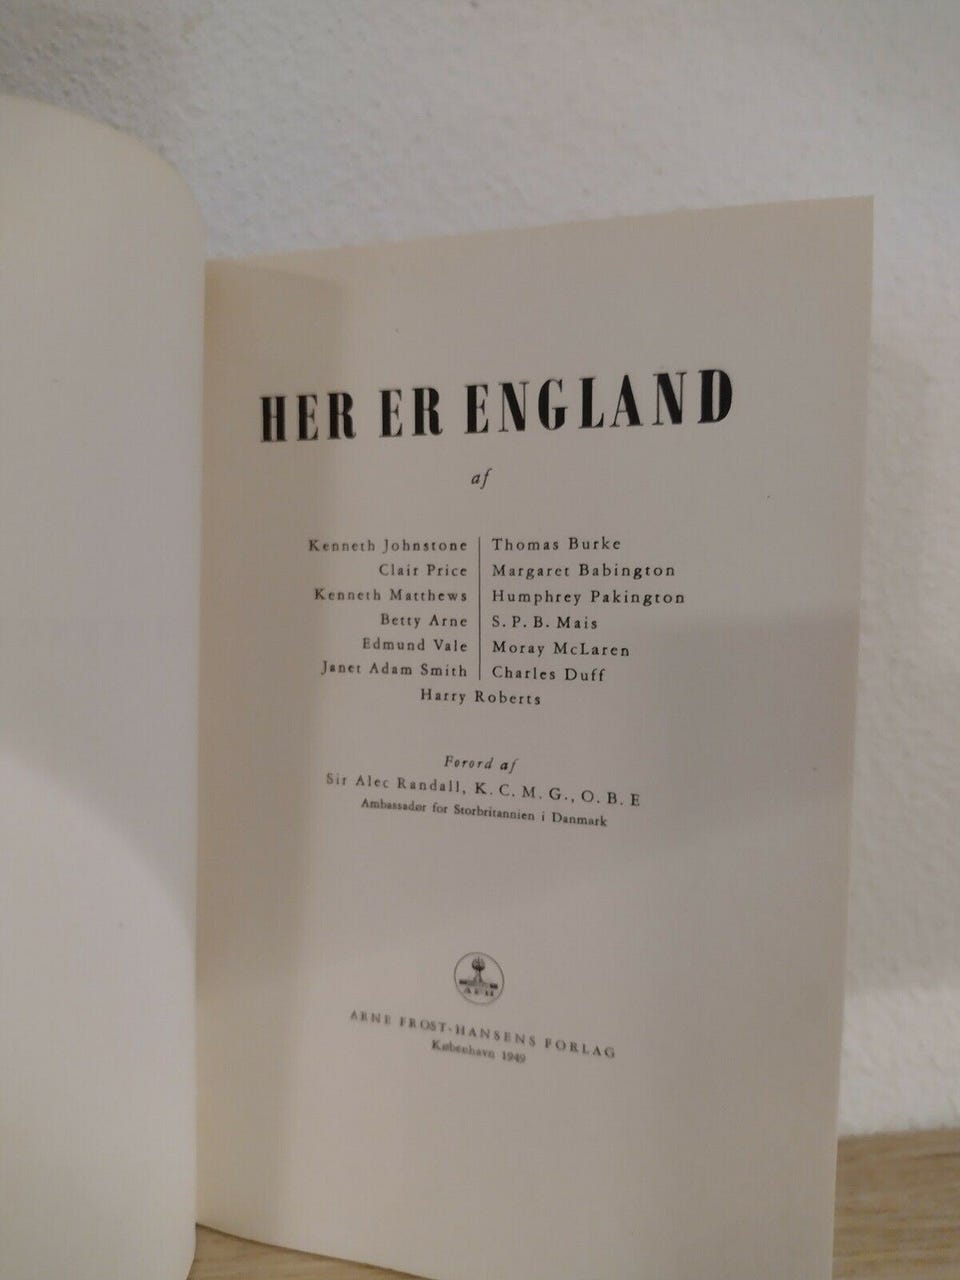 HER ER ENGLAND
af
Kenneth Johnstone
Clair Price
Kenneth Matthews
Betty Arne
Edmund Vale
Janet Adam Smith
Thomas Burke
Margaret Babington
Humphrey Pakington
S. P. B. Mais
Moray McLaren
Charles Duff
Harry Roberts
Forord af
Sir Alec Randall, K. C. M. G., O. B. E
Ambassadør for Storbritannien i Danmark
AFH
ARNE FROST-HANSENS FORLAG
København 1949